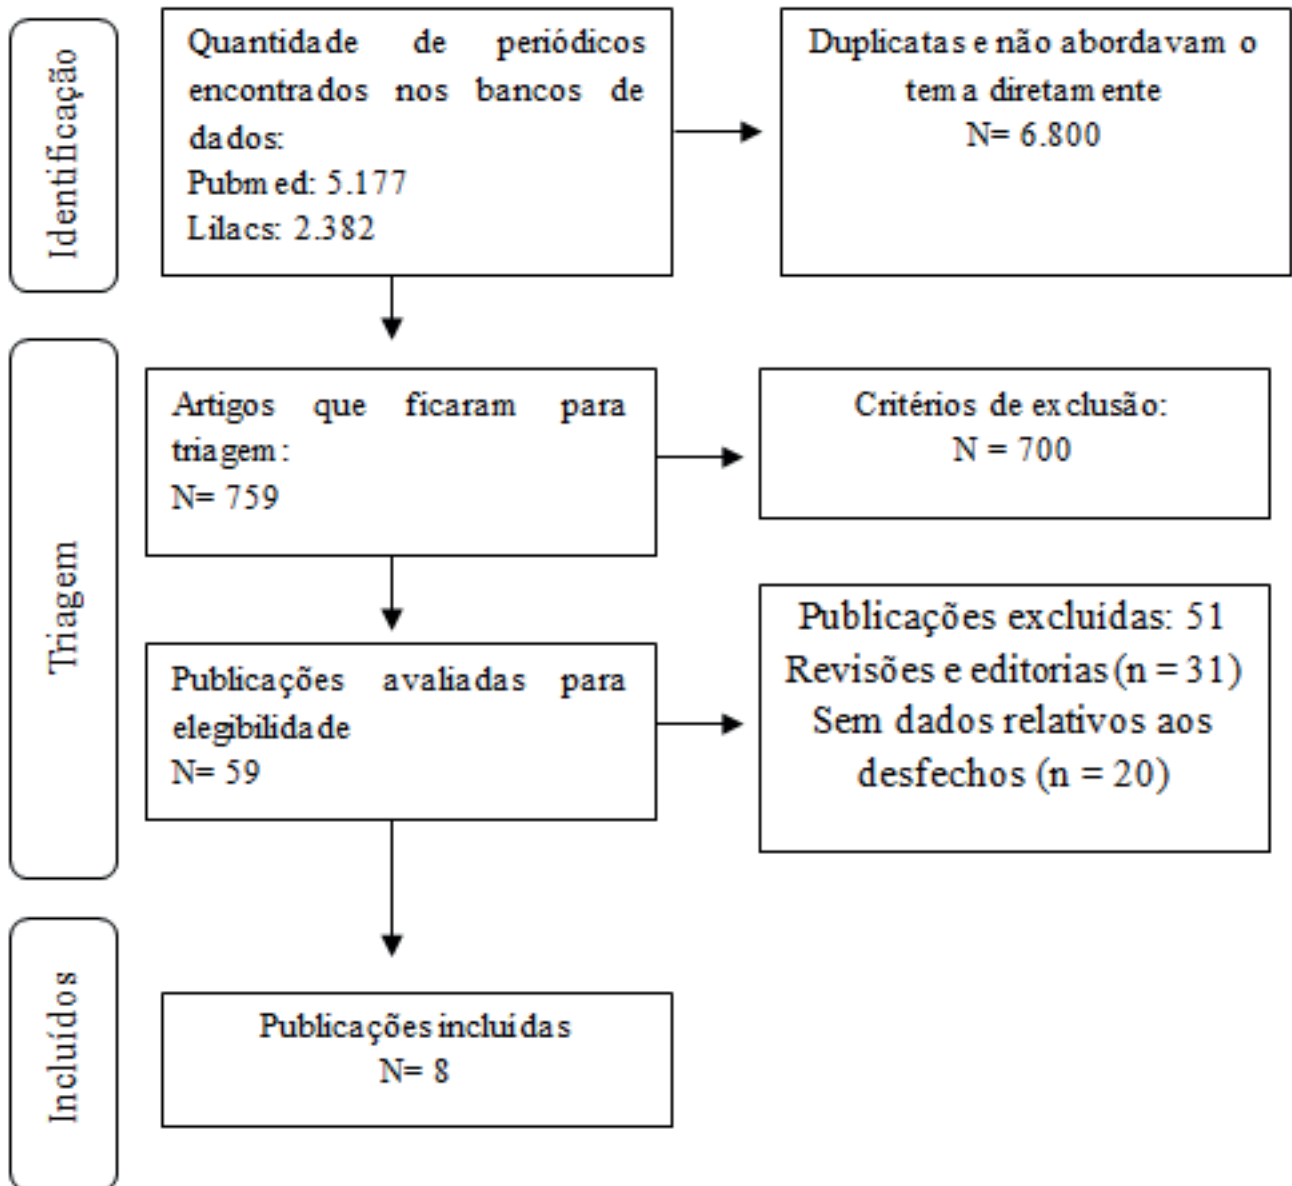 Identificação
Quantidade de periódicos
encontrados nos bancos de
dados:
Pubmed: 5.177
Lilacs: 2.382
Duplicatas e não abordavam o
tema diretamente
N= 6.800
Triagem
Artigos que ficaram para
triagem:
N= 759
Critérios de exclusão:
N = 700
Publicações avaliadas para
elegibilidade
N= 59
Publicações excluídas: 51
Revisões e editorias (n = 31)
Sem dados relativos aos
desfechos (n = 20)
Incluídos
Publicações incluídas
N= 8